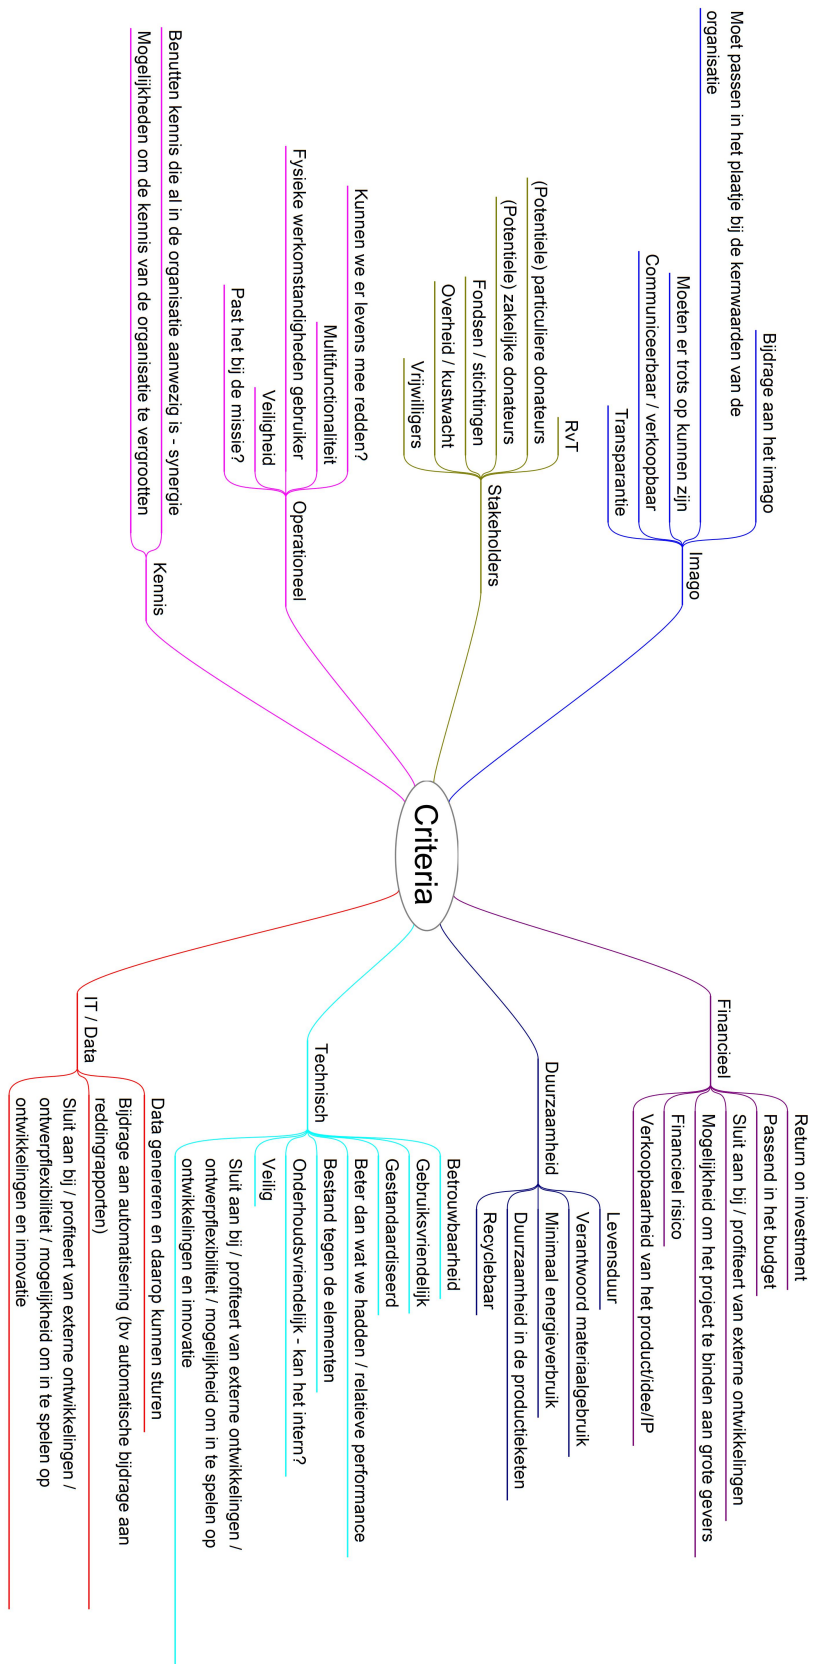 Criteria
Imago
Bijdrage aan het imago
Moet passen in het plaatje bij de kernwaarden van de
organisatie
Moeten er trots op kunnen zijn
Communiceerbaar / verkoopbaar
Transparantie
Stakeholders
RvT
(Potentiele) particuliere donateurs
(Potentiele) zakelijke donateurs
Fondsen / stichtingen
Overheid / kustwacht
Vrijwilligers
Operationeel
Kunnen we er levens mee redden?
Multifunctionaliteit
Fysieke werkomstandigheden gebruiker
Veiligheid
Past het bij de missie?
Kennis
Benutten kennis die al in de organisatie aanwezig is - synergie
Mogelijkheden om de kennis van de organisatie te vergrootten
Financieel
Return on investment
Passend in het budget
Sluit aan bij / profiteert van externe ontwikkelingen
Mogelijkheid om het project te binden aan grote gevers
Financieel risico
Verkoopbaarheid van het product/idee/IP
Duurzaamheid
Levensduur
Verantwoord materiaalgebruik
Minimaal energieverbruik
Duurzaamheid in de productieketen
Recyclebaar
Technisch
Betrouwbaarheid
Gebruiksvriendelijk
Gestandaardiseerd
Beter dan wat we hadden / relatieve performance
Bestand tegen de elementen
Onderhoudsvriendelijk - kan het intern?
Veilig
Sluit aan bij / profiteert van externe ontwikkelingen /
ontwerpflexibiliteit / mogelijkheid om in te spelen op
ontwikkelingen en innovatie
IT / Data
Data genereren en daarop kunnen sturen
Bijdrage aan automatisering (bv automatische bijdrage aan
reddingrapporten)
Sluit aan bij / profiteert van externe ontwikkelingen /
ontwerpflexibiliteit / mogelijkheid om in te spelen op
ontwikkelingen en innovatie